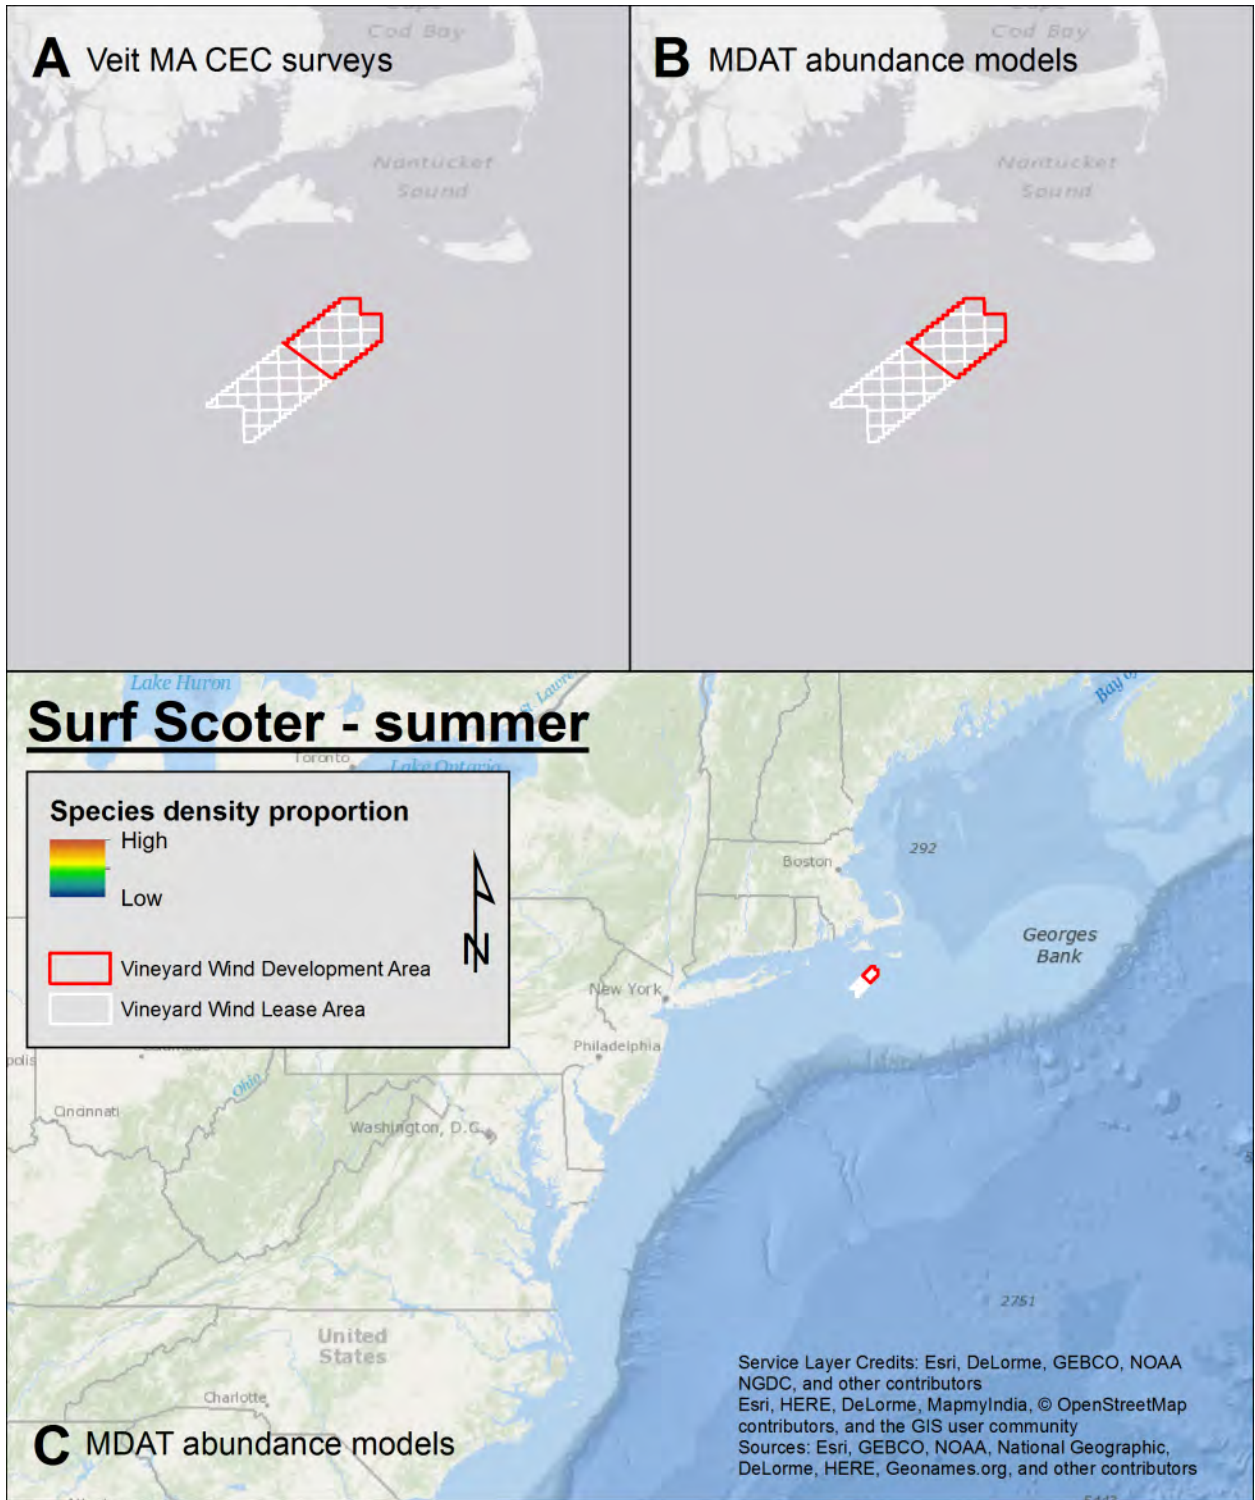 A Veit MA CEC surveys
Cod Bay
Nantucket
Sound
B MDAT abundance models
Cod Bay
Nantucket
Sound
Lake Huron
Bay of
Surf Scoter - summer
Toronto
Lake Ontario
Species density proportion
High
Low
Vineyard Wind Development Area
Vineyard Wind Lease Area
N
Boston
292
Georges
Bank
New York
Philadelphia
Ohio
Cincinnati
Washington, D.C.
2751
United
States
Charlotte
C MDAT abundance models
Service Layer Credits: Esri, DeLorme, GEBCO, NOAA
NGDC, and other contributors
Esri, HERE, DeLorme, MapmyIndia, © OpenStreetMap
contributors, and the GIS user community
Sources: Esri, GEBCO, NOAA, National Geographic,
DeLorme, HERE, Geonames.org, and other contributors